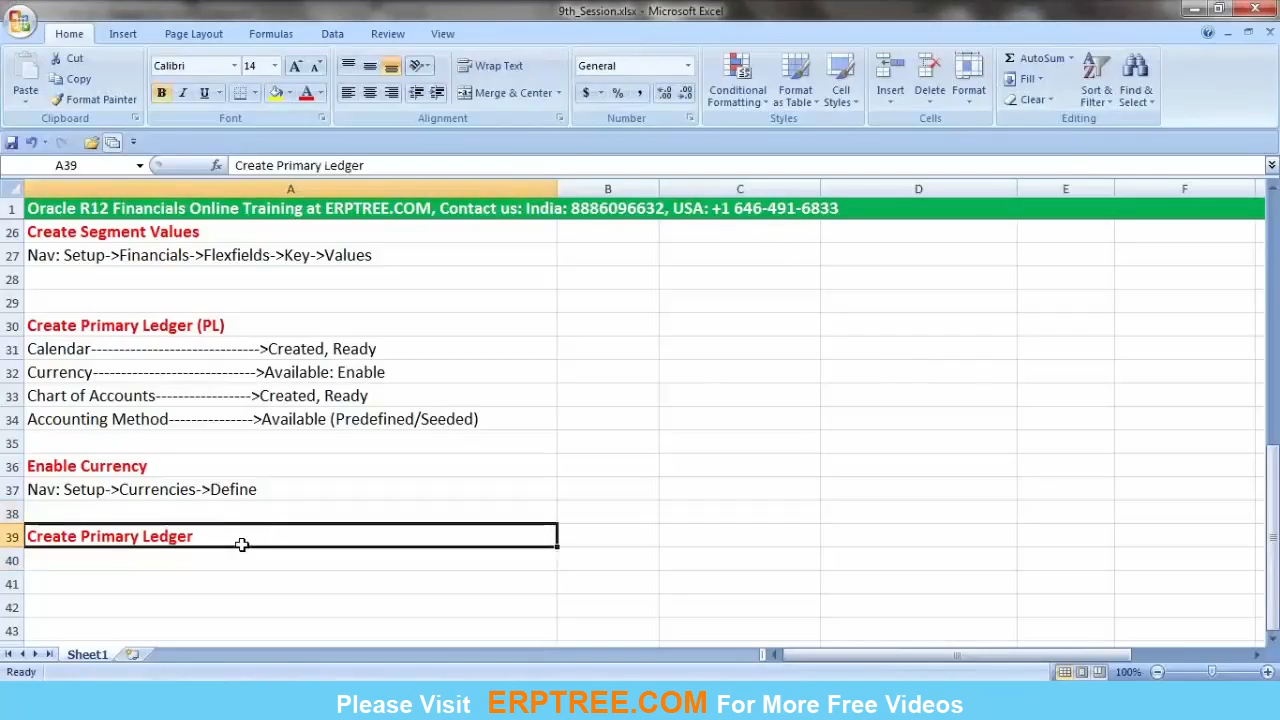 9th_Session.xlsx - Microsoft Excel
Home Insert Page Layout Formulas Data Review View
Paste Cut Copy Format Painter
Calibri 14
B I U A
Wrap Text
Merge & Center
General
$ % ,
Conditional Formatting Format as Table Cell Styles
Insert Delete Format
Σ AutoSum Fill Clear
Sort & Filter Find & Select
Clipboard Font Alignment Number Styles Cells Editing
A39 fx Create Primary Ledger
A B C D E F
1 Oracle R12 Financials Online Training at ERPTREE.COM, Contact us: India: 8886096632, USA: +1 646-491-6833
26 Create Segment Values
27 Nav: Setup->Financials->Flexfields->Key->Values
28
29
30 Create Primary Ledger (PL)
31 Calendar------------------------------>Created, Ready
32 Currency----------------------------->Available: Enable
33 Chart of Accounts----------------->Created, Ready
34 Accounting Method--------------->Available (Predefined/Seeded)
35
36 Enable Currency
37 Nav: Setup->Currencies->Define
38
39 Create Primary Ledger
40
41
42
43
Sheet1
Ready 100%
Please Visit ERPTREE.COM For More Free Videos